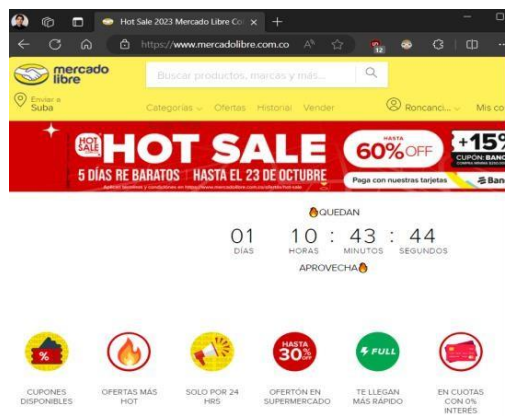 Hot Sale 2023 Mercado Libre Col
https://www.mercadolibre.com.co
12
mercado
libre
Buscar productos, marcas y más...
Enviar a
Suba
Categorías Ofertas Historial Vender
Roncanci... Mis co
HOT
SALE
HOT SALE
5 DÍAS RE BARATOS HASTA EL 23 DE OCTUBRE
HASTA
60% OFF
Paga con nuestras tarjetas
+15%
CUPÓN: BANC
Ban
QUEDAN
01 10 : 43 : 44
DÍAS HORAS MINUTOS SEGUNDOS
APROVECHA
%
HASTA
30% OFF
FULL
CUPONES
DISPONIBLES
OFERTAS MÁS
HOT
SOLO POR 24
HRS
OFERTÓN EN
SUPERMERCADO
TE LLEGAN
MÁS RÁPIDO
EN CUOTAS
CON 0%
INTERÉS